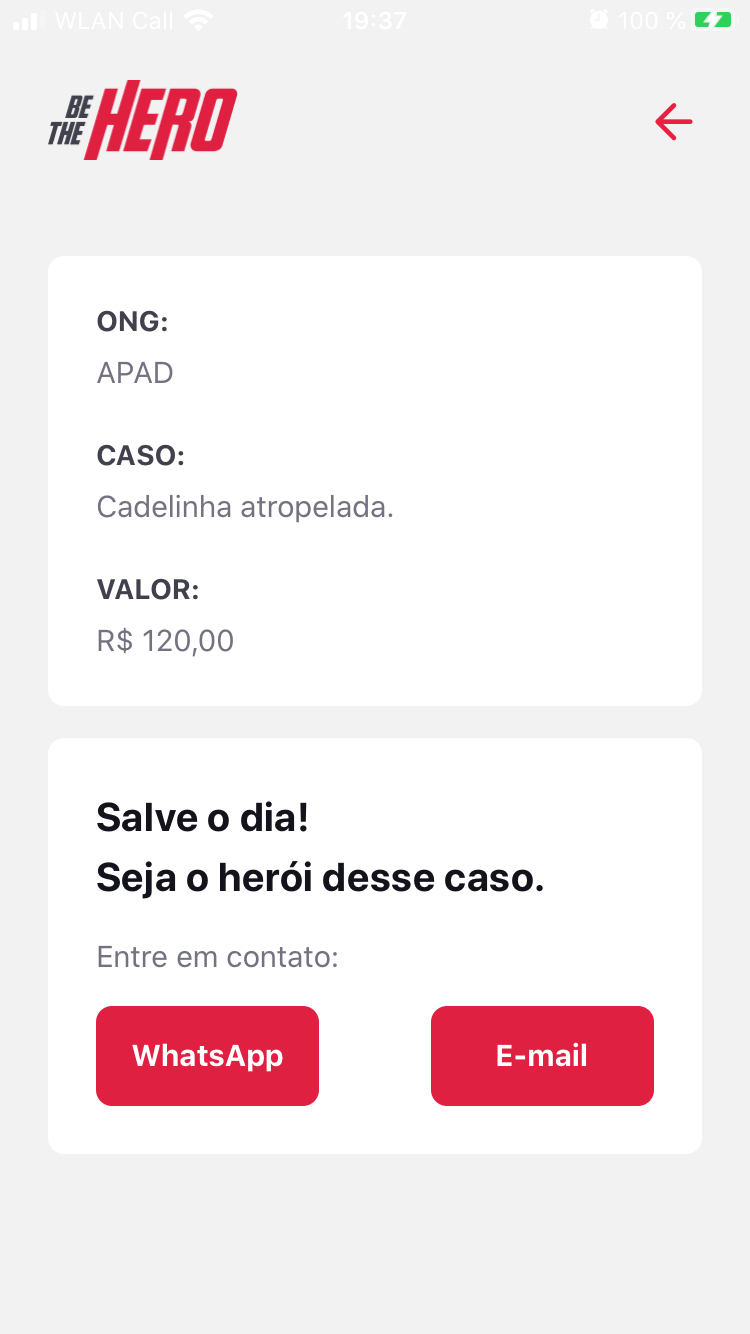 WLAN Call 19:37 100 %
BE THE HERO
ONG:
APAD
CASO:
Cadelinha atropelada.
VALOR:
R$ 120,00
Salve o dia!
Seja o herói desse caso.
Entre em contato:
WhatsApp E-mail